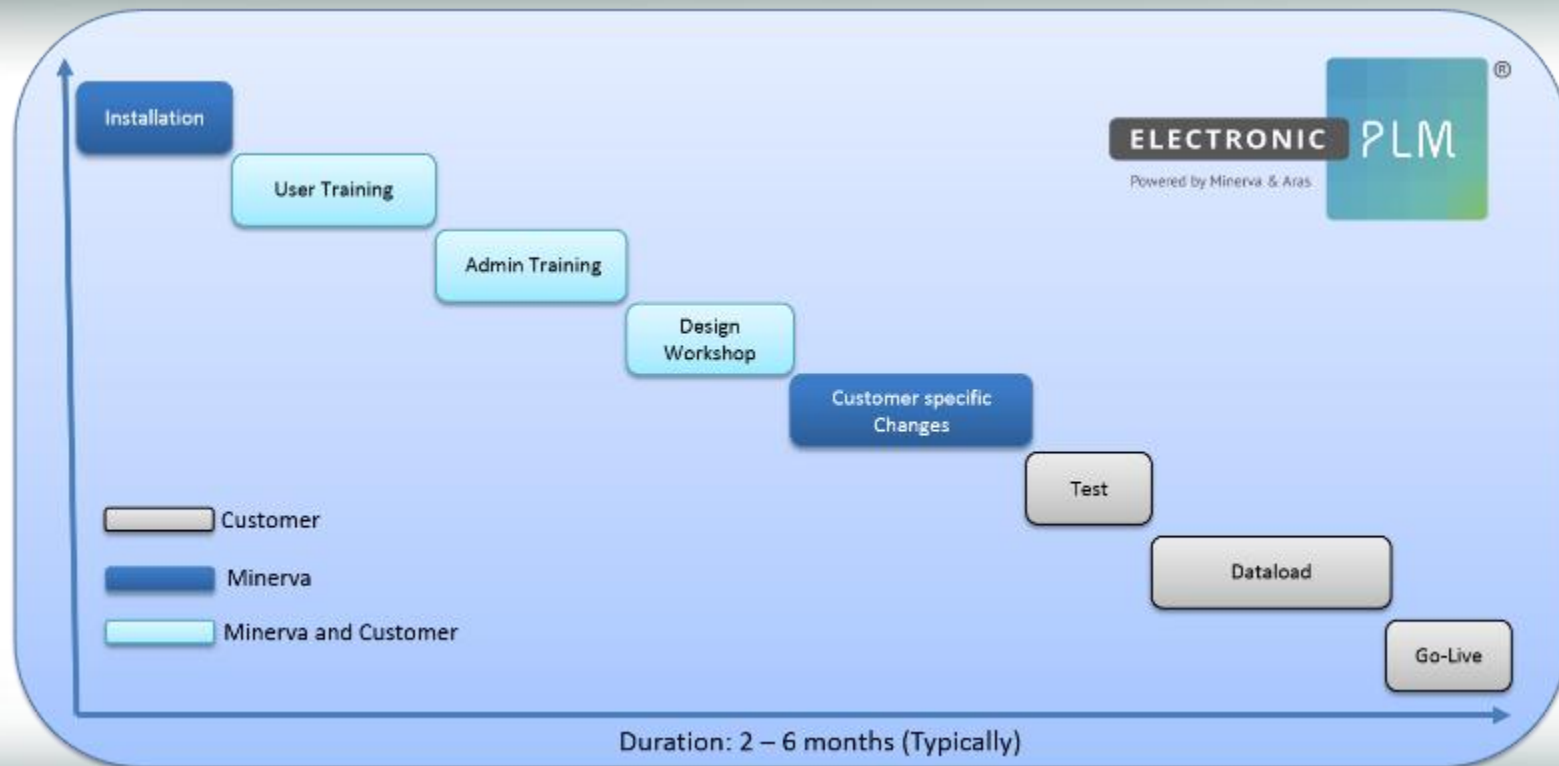 Installation
User Training
Admin Training
Design
Workshop
Customer specific
Changes
Test
Dataload
Go-Live
ELECTRONIC PLM ®
Powered by Minerva & Aras
Customer
Minerva
Minerva and Customer
Duration: 2 – 6 months (Typically)